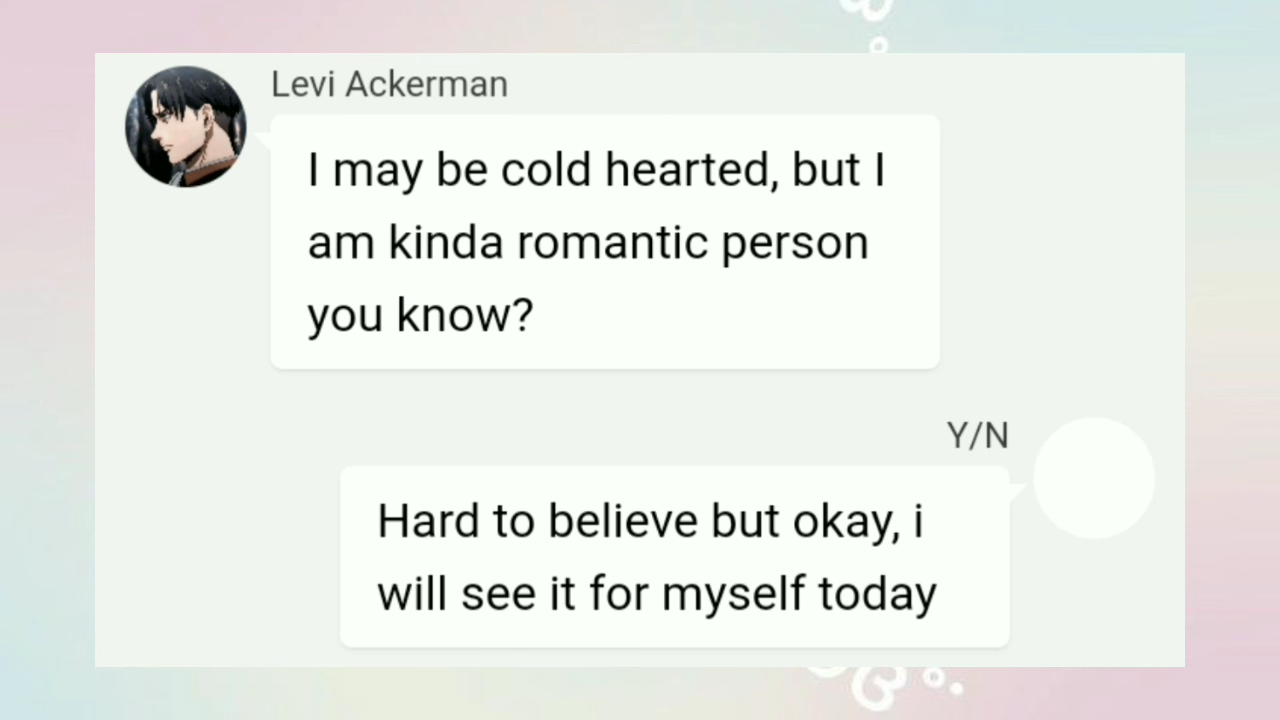 Levi Ackerman
I may be cold hearted, but I
am kinda romantic person
you know?
Y/N
Hard to believe but okay, i
will see it for myself today